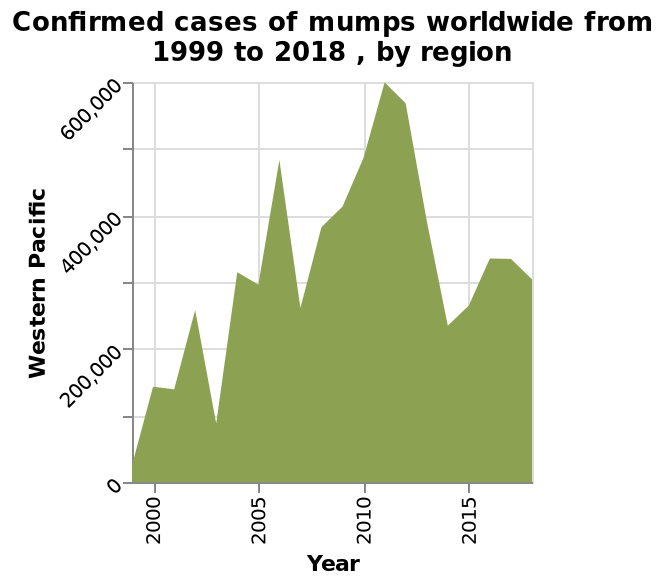 Confirmed cases of mumps worldwide from
1999 to 2018 , by region
600,000
400,000
200,000
0
Western Pacific
2000
2005
2010
2015
Year